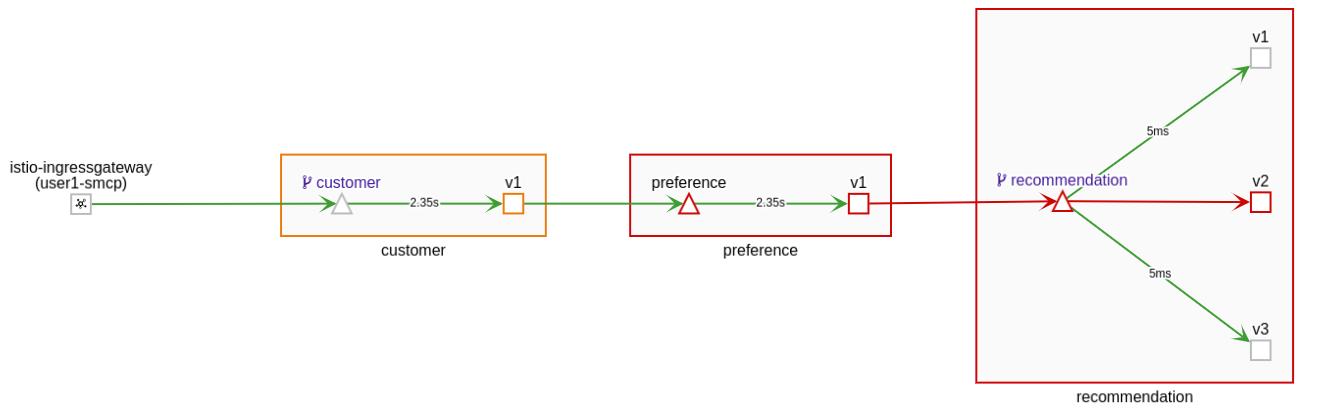 istio-ingressgateway
(user1-smcp)
customer
2.35s
v1
customer
preference
2.35s
v1
preference
recommendation
5ms
v1
v2
5ms
v3
recommendation